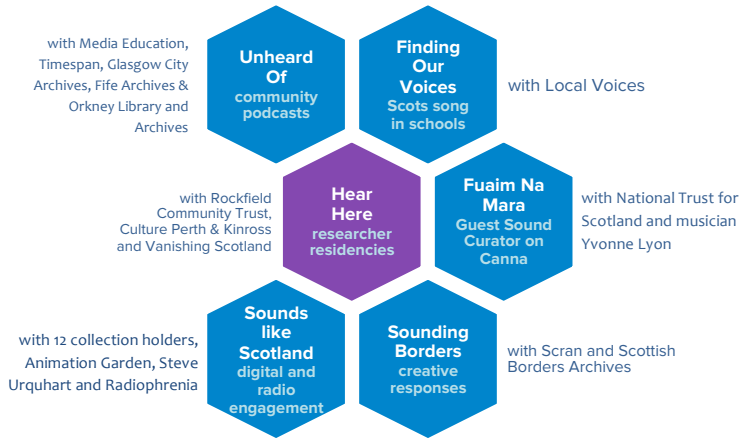 with Media Education,
Timespan, Glasgow City
Archives, Fife Archives &
Orkney Library and
Archives
Unheard
Of
community
podcasts
Finding
Our
Voices
Scots song
in schools
with Local Voices
with Rockfield
Community Trust,
Culture Perth & Kinross
and Vanishing Scotland
Hear
Here
researcher
residencies
Fuaim Na
Mara
Guest Sound
Curator on
Canna
with National Trust for
Scotland and musician
Yvonne Lyon
with 12 collection holders,
Animation Garden, Steve
Urquhart and Radiophrenia
Sounds
like
Scotland
digital and
radio
engagement
Sounding
Borders
creative
responses
with Scran and Scottish
Borders Archives